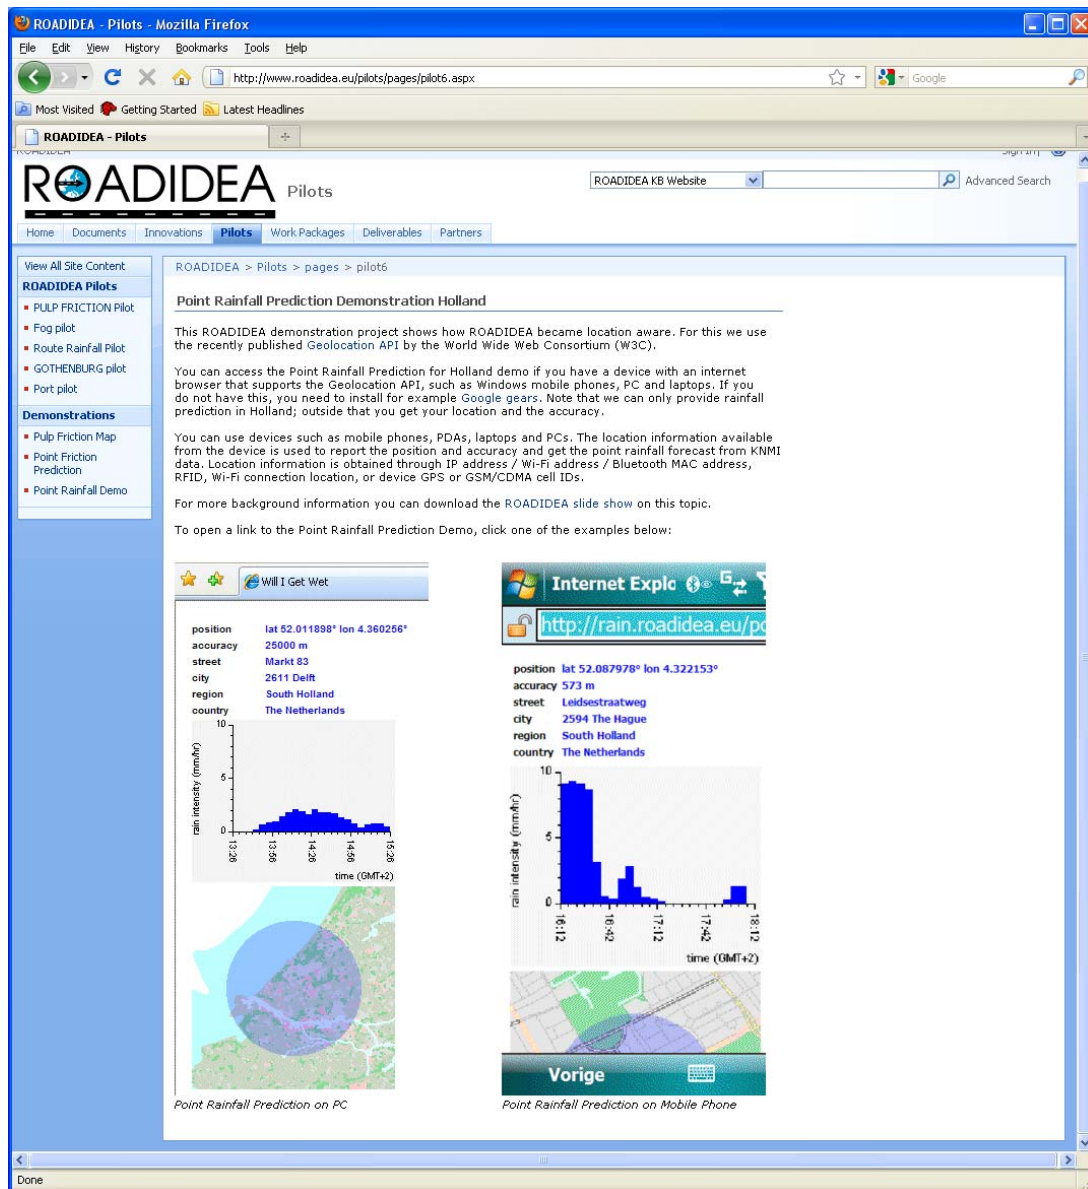 ROADIDEA - Pilots - Mozilla Firefox
File Edit View History Bookmarks Tools Help
http://www.roadidea.eu/pilots/pages/pilot6.aspx
Google
Most Visited Getting Started Latest Headlines
ROADIDEA - Pilots
ROADIDEA Pilots
ROADIDEA KB Website
Advanced Search
Home Documents Innovations Pilots Work Packages Deliverables Partners
View All Site Content
ROADIDEA Pilots
PULP FRICTION Pilot
Fog pilot
Route Rainfall Pilot
GOTHENBURG pilot
Port pilot
Demonstrations
Pulp Friction Map
Point Friction
Prediction
Point Rainfall Demo
ROADIDEA > Pilots > pages > pilot6
Point Rainfall Prediction Demonstration Holland
This ROADIDEA demonstration project shows how ROADIDEA became location aware. For this we use
the recently published Geolocation API by the World Wide Web Consortium (W3C).
You can access the Point Rainfall Prediction for Holland demo if you have a device with an internet
browser that supports the Geolocation API, such as Windows mobile phones, PC and laptops. If you
do not have this, you need to install for example Google gears. Note that we can only provide rainfall
prediction in Holland; outside that you get your location and the accuracy.
You can use devices such as mobile phones, PDAs, laptops and PCs. The location information available
from the device is used to report the position and accuracy and get the point rainfall forecast from KNMI
data. Location information is obtained through IP address / Wi-Fi address / Bluetooth MAC address,
RFID, Wi-Fi connection location, or device GPS or GSM/CDMA cell IDs.
For more background information you can download the ROADIDEA slide show on this topic.
To open a link to the Point Rainfall Prediction Demo, click one of the examples below:
Will I Get Wet
position lat 52.011898° lon 4.360256°
accuracy 25000 m
street Markt 83
city 2611 Delft
region South Holland
country The Netherlands
10
5
0
rain intensity (mm/hr)
13:26 13:56 14:26 14:56 15:26
time (GMT+2)
Point Rainfall Prediction on PC
Internet Explc
http://rain.roadidea.eu/po
position lat 52.087978° lon 4.322153°
accuracy 573 m
street Leidsestraatweg
city 2594 The Hague
region South Holland
country The Netherlands
10
5
0
rain intensity (mm/hr)
16:12 16:42 17:12 17:42 18:12
time (GMT+2)
Vorige
Point Rainfall Prediction on Mobile Phone
Done